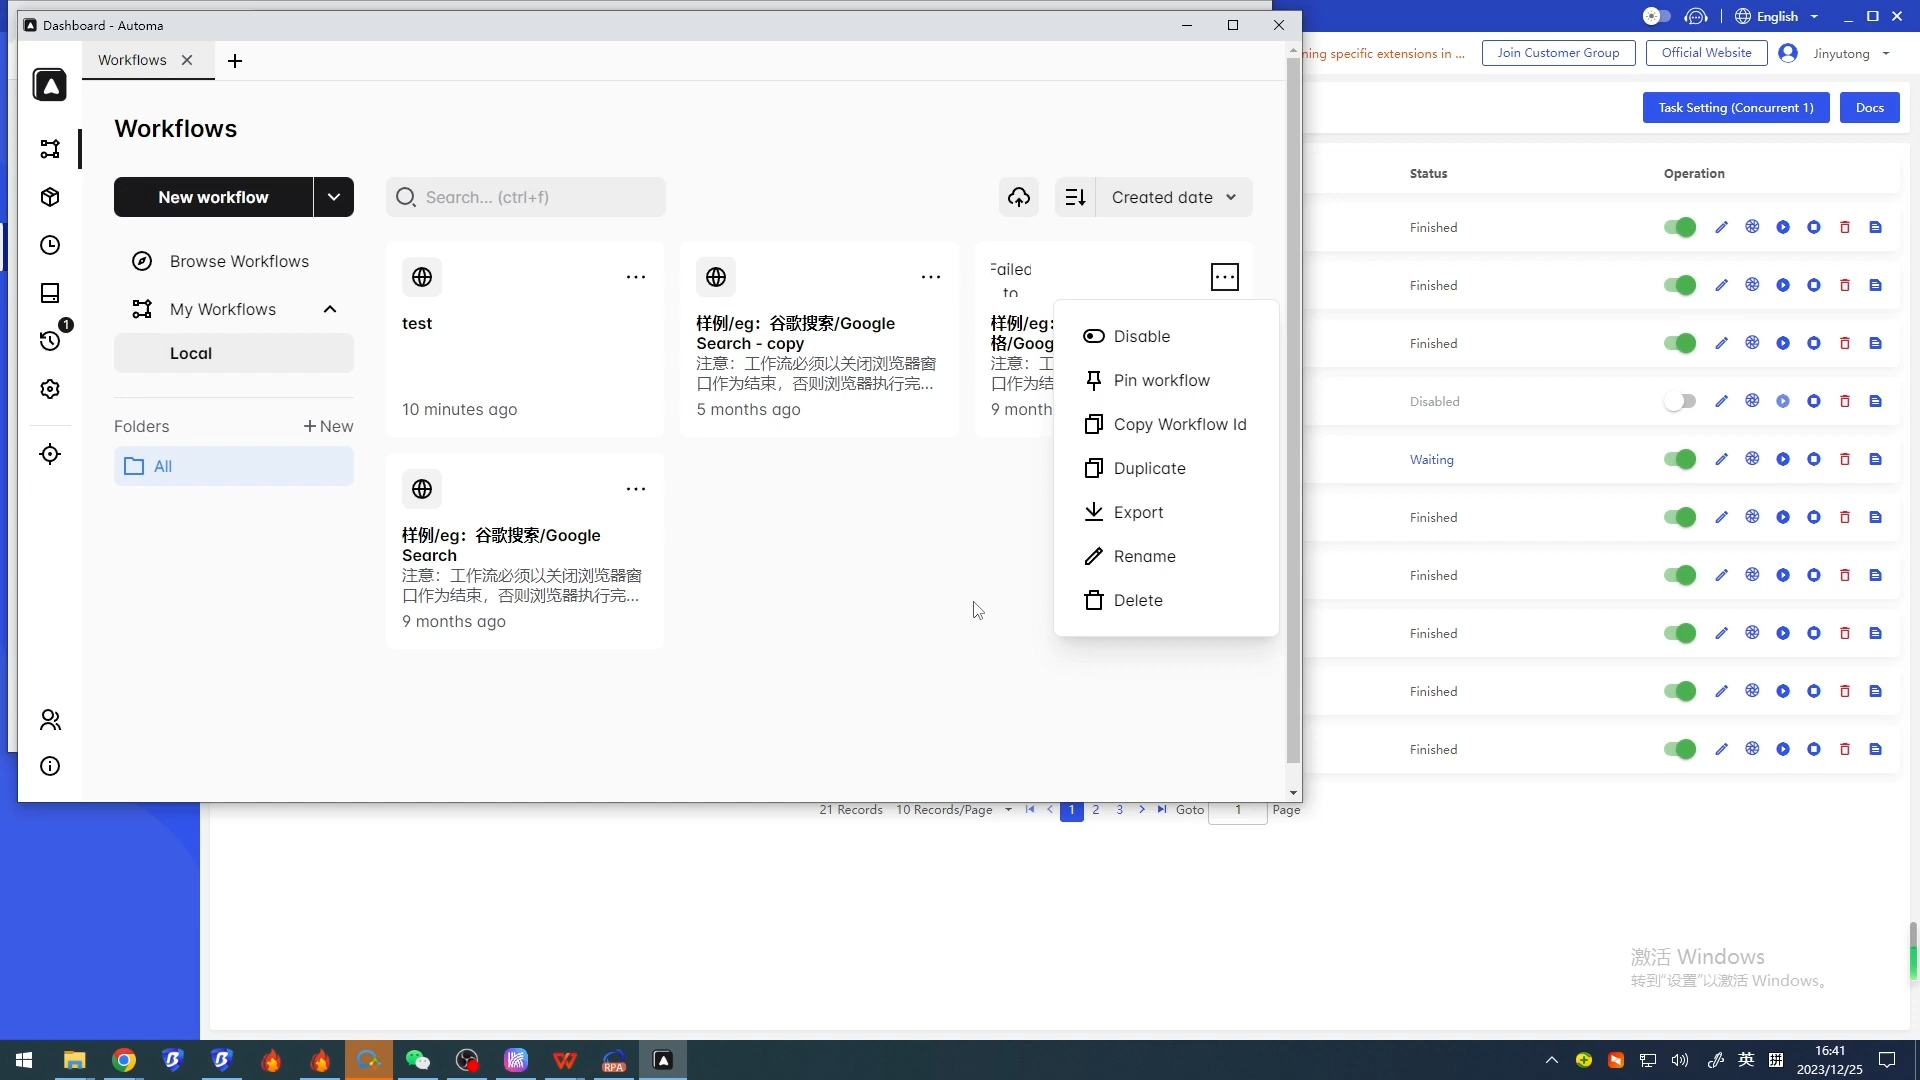 Dashboard - Automa
English
Workflows
ning specific extensions in ...
Join Customer Group
Official Website
Jinyutong
Workflows
Task Setting (Concurrent 1)
Docs
New workflow
Search... (ctrl+f)
Created date
Status
Operation
Browse Workflows
My Workflows
1
Local
Folders
New
All
test
10 minutes ago
样例/eg：谷歌搜索/Google
Search - copy
注意：工作流必须以关闭浏览器窗
口作为结束，否则浏览器执行完...
5 months ago
Failed
to
样例/eg:
格/Goog
注意：工
口作为结
9 month
样例/eg：谷歌搜索/Google
Search
注意：工作流必须以关闭浏览器窗
口作为结束，否则浏览器执行完...
9 months ago
Disable
Pin workflow
Copy Workflow Id
Duplicate
Export
Rename
Delete
Finished
Finished
Finished
Disabled
Waiting
Finished
Finished
Finished
Finished
Finished
21 Records
10 Records/Page
1
2
3
Goto
1
Page
激活 Windows
转到"设置"以激活 Windows。
RPA
英
拼
16:41
2023/12/25